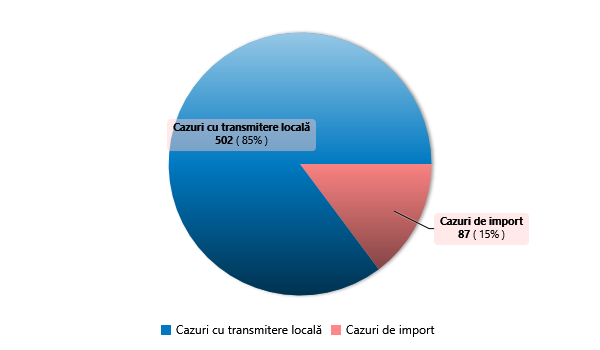 Cazuri cu transmitere locală
502 ( 85% )
Cazuri de import
87 ( 15% )
Cazuri cu transmitere locală Cazuri de import